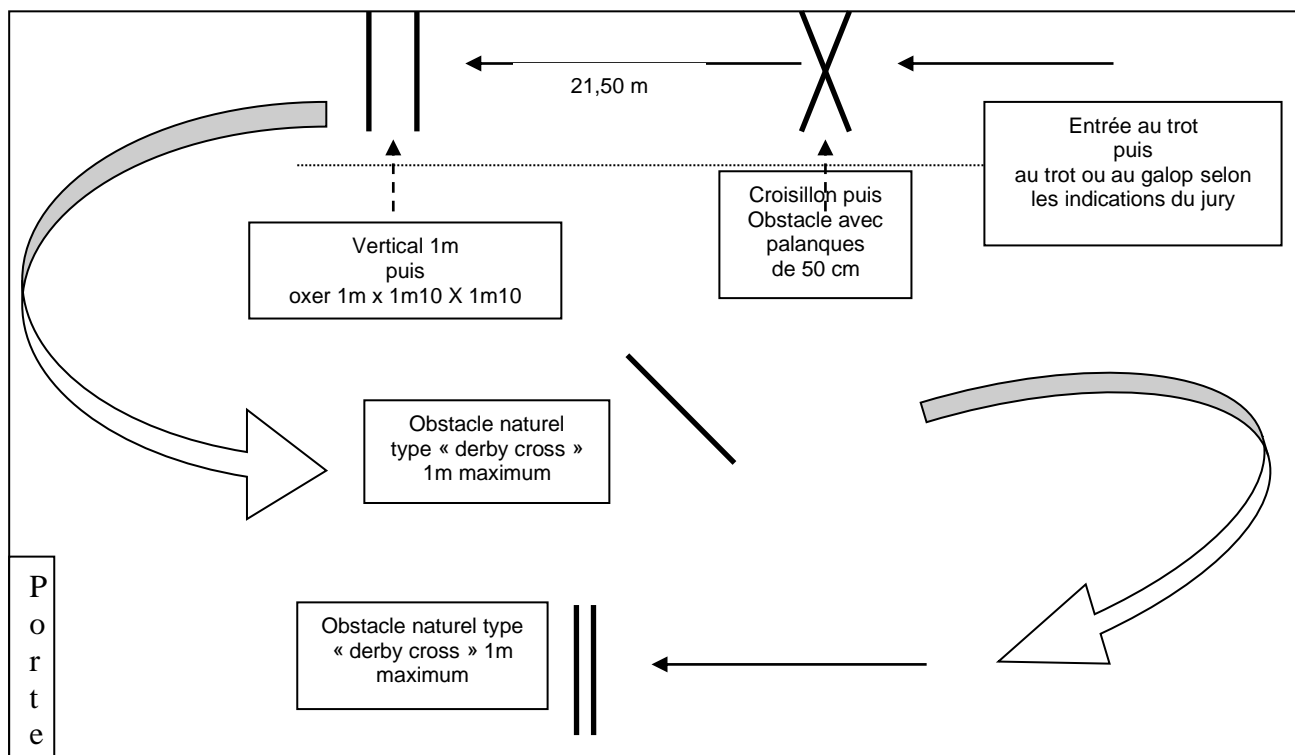 21,50 m
Entrée au trot
puis
au trot ou au galop selon
les indications du jury
Croisillon puis
Obstacle avec
palanques
de 50 cm
Vertical 1m
puis
oxer 1m x 1m10 X 1m10
Obstacle naturel
type « derby cross »
1m maximum
Obstacle naturel type
« derby cross » 1m
maximum
P
o
r
t
e